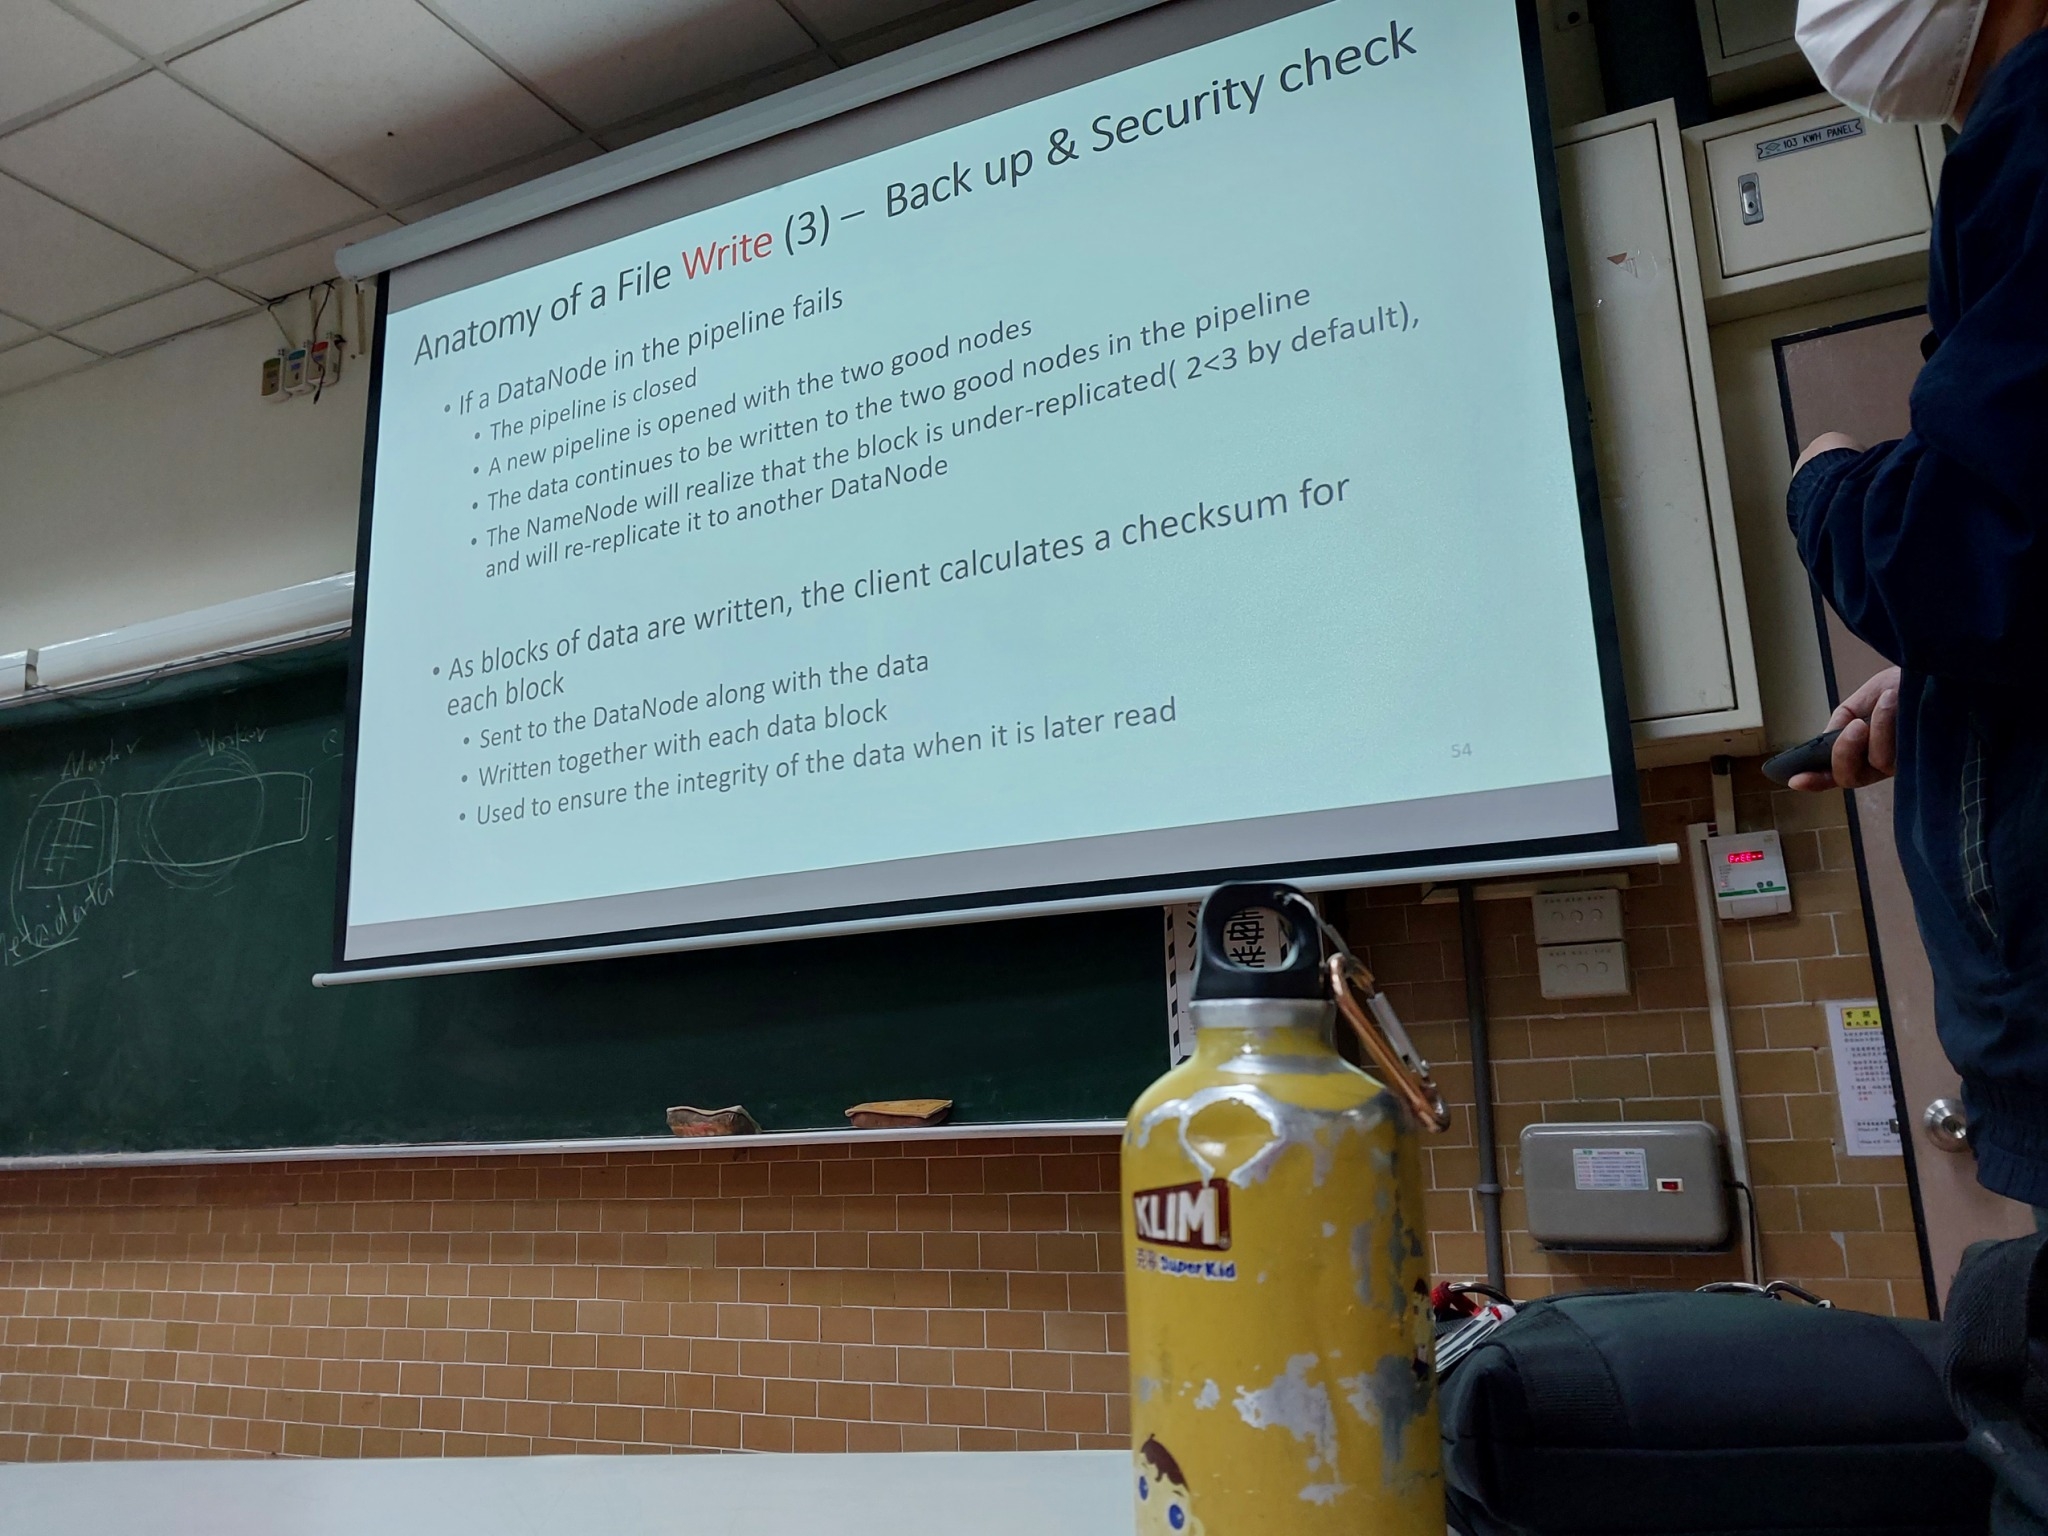 Anatomy of a File Write (3) – Back up & Security check
• If a DataNode in the pipeline fails
• The pipeline is closed
• A new pipeline is opened with the two good nodes
• The data continues to be written to the two good nodes in the pipeline
• The NameNode will realize that the block is under-replicated( 2<3 by default),
and will re-replicate it to another DataNode
• As blocks of data are written, the client calculates a checksum for
each block
• Sent to the DataNode along with the data
• Written together with each data block
• Used to ensure the integrity of the data when it is later read
54
103 KWH PANEL
Master
Worker
KLIM
克寧 SuperKid